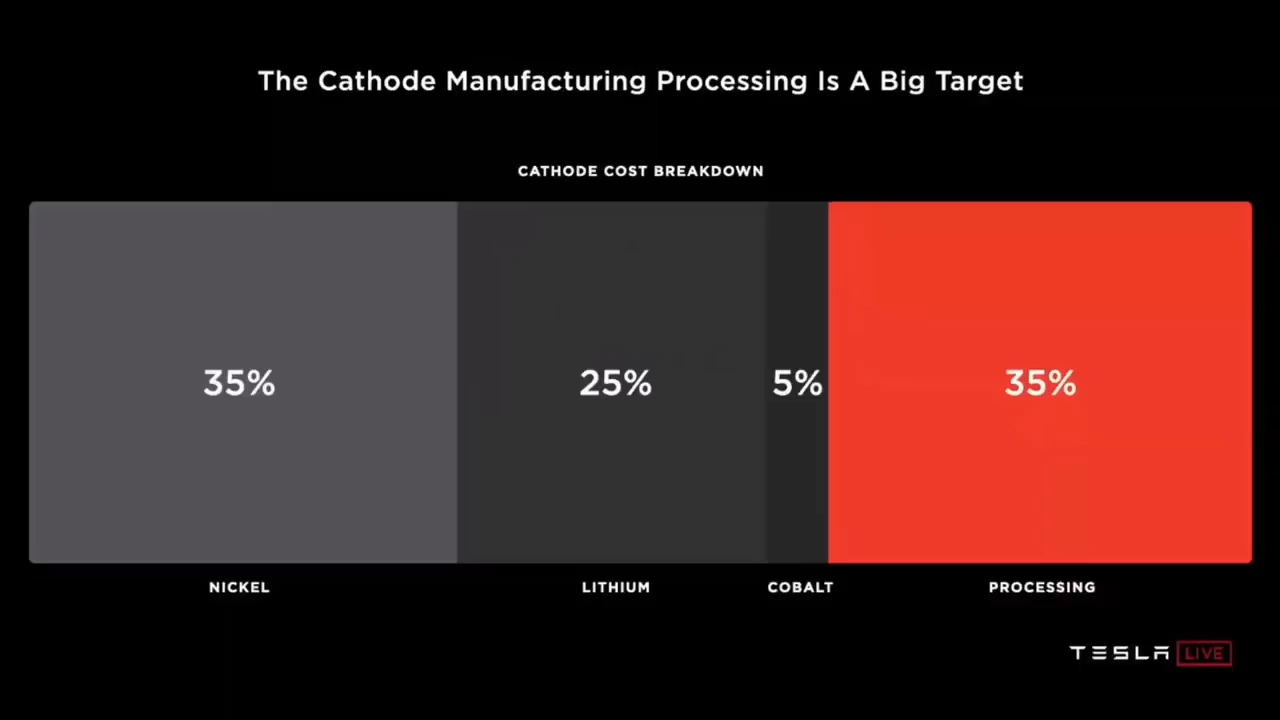 The Cathode Manufacturing Processing Is A Big Target
CATHODE COST BREAKDOWN
35% 25% 5% 35%
NICKEL LITHIUM COBALT PROCESSING
TESLA LIVE